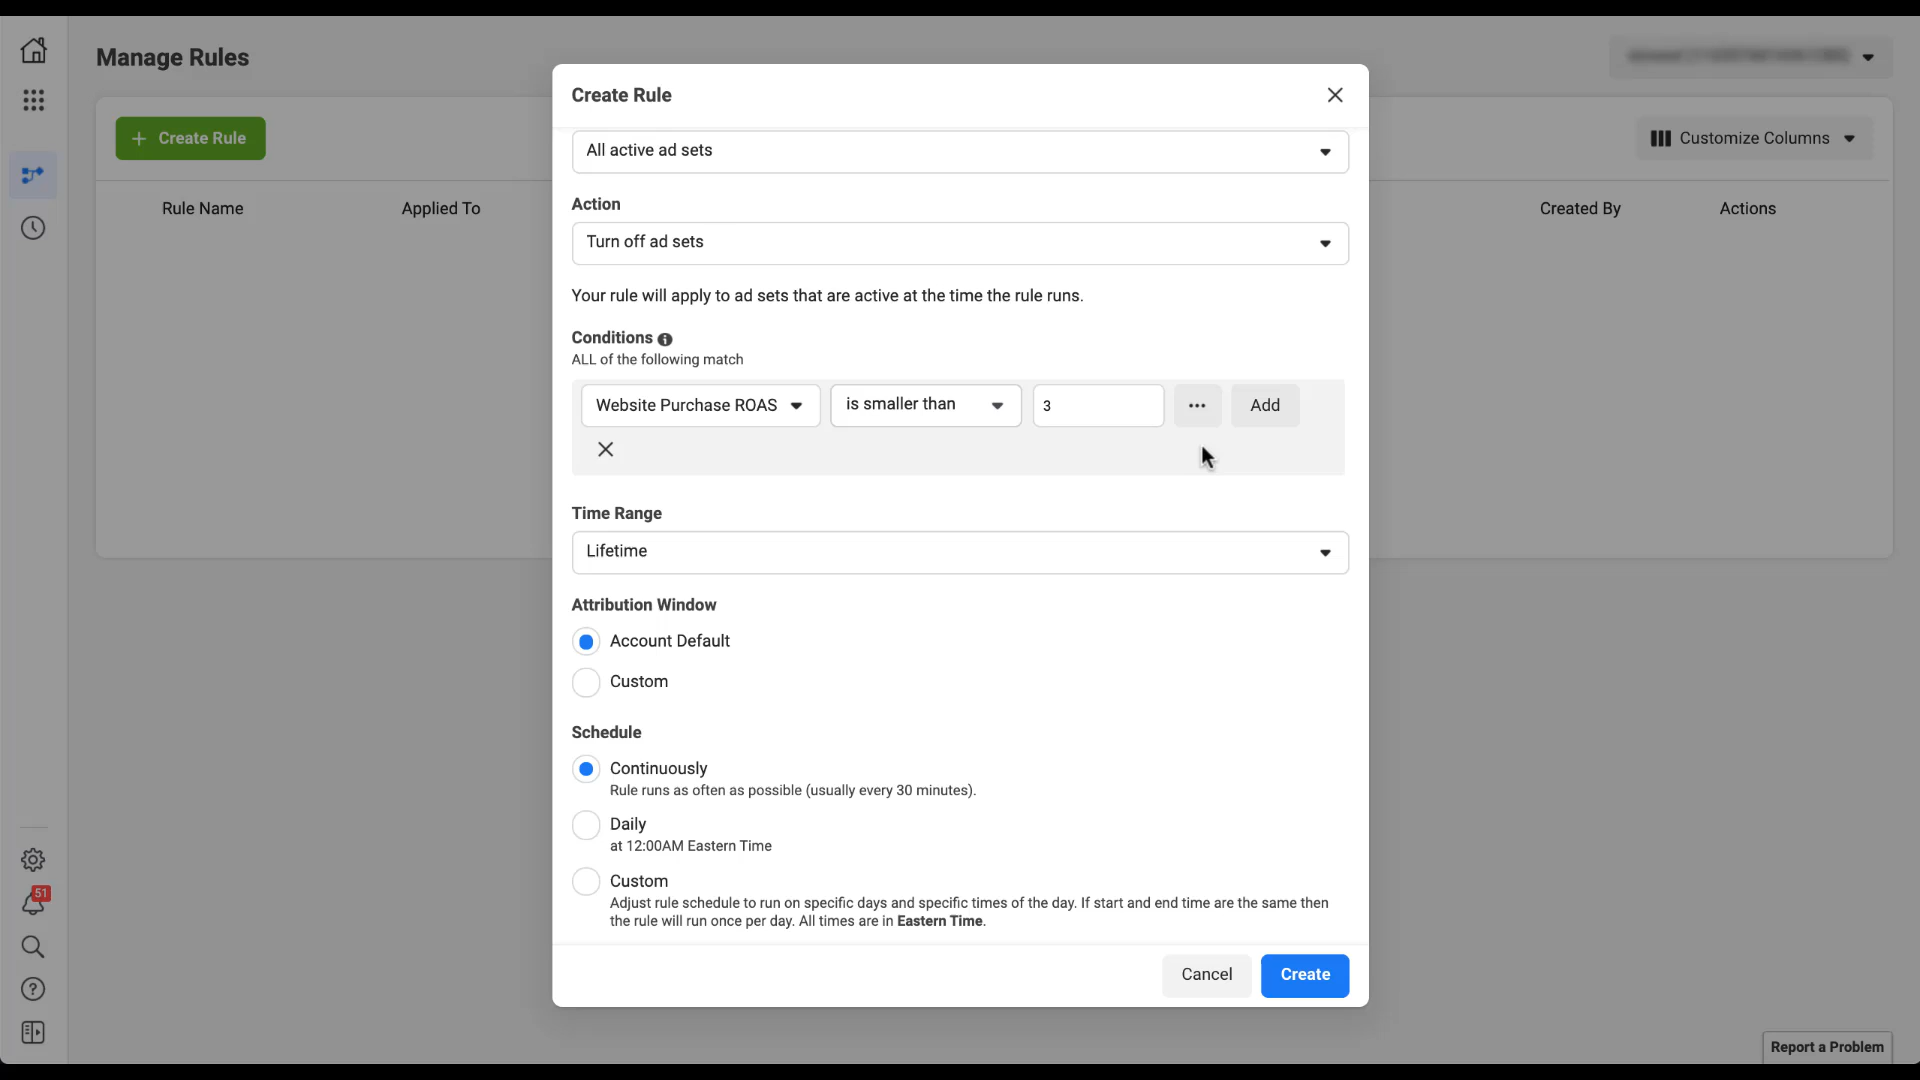 Manage Rules
Create Rule
Customize Columns
Rule Name
Applied To
Created By
Actions
Create Rule
All active ad sets
Action
Turn off ad sets
Your rule will apply to ad sets that are active at the time the rule runs.
Conditions
ALL of the following match
Website Purchase ROAS
is smaller than
3
Add
Time Range
Lifetime
Attribution Window
Account Default
Custom
Schedule
Continuously
Rule runs as often as possible (usually every 30 minutes).
Daily
at 12:00AM Eastern Time
Custom
Adjust rule schedule to run on specific days and specific times of the day. If start and end time are the same then
the rule will run once per day. All times are in Eastern Time.
Cancel
Create
51
Report a Problem